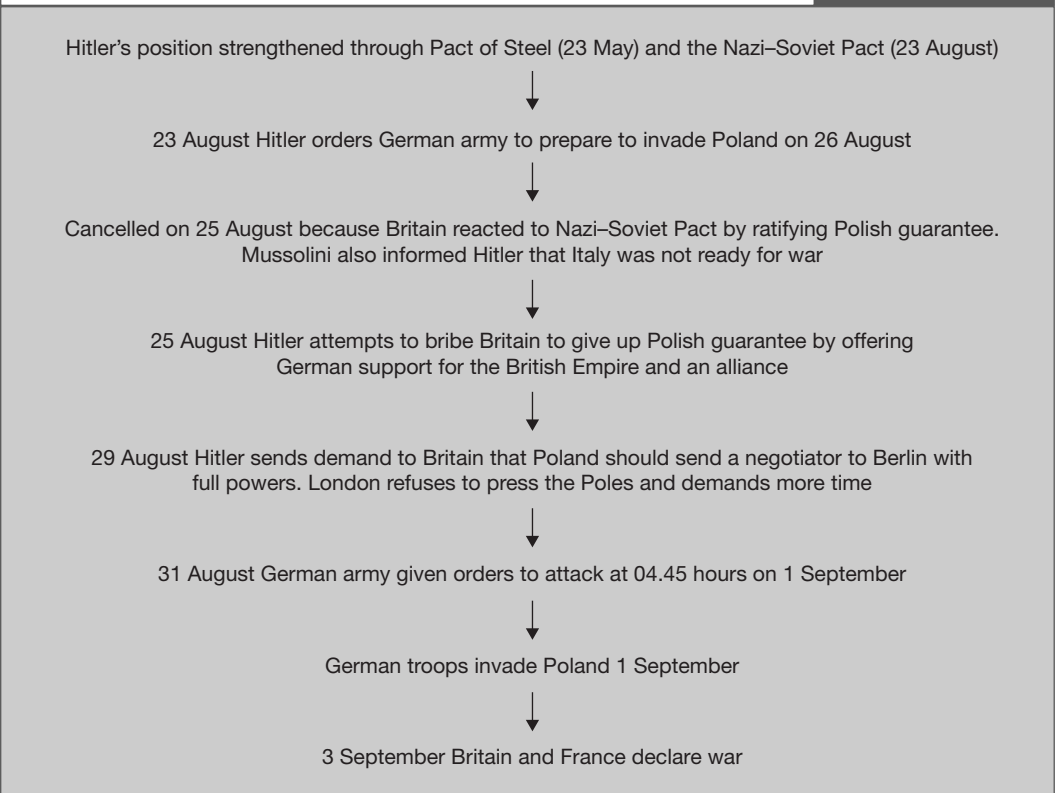 Hitler’s position strengthened through Pact of Steel (23 May) and the Nazi–Soviet Pact (23 August)
23 August Hitler orders German army to prepare to invade Poland on 26 August
Cancelled on 25 August because Britain reacted to Nazi–Soviet Pact by ratifying Polish guarantee.
Mussolini also informed Hitler that Italy was not ready for war
25 August Hitler attempts to bribe Britain to give up Polish guarantee by offering
German support for the British Empire and an alliance
29 August Hitler sends demand to Britain that Poland should send a negotiator to Berlin with
full powers. London refuses to press the Poles and demands more time
31 August German army given orders to attack at 04.45 hours on 1 September
German troops invade Poland 1 September
3 September Britain and France declare war